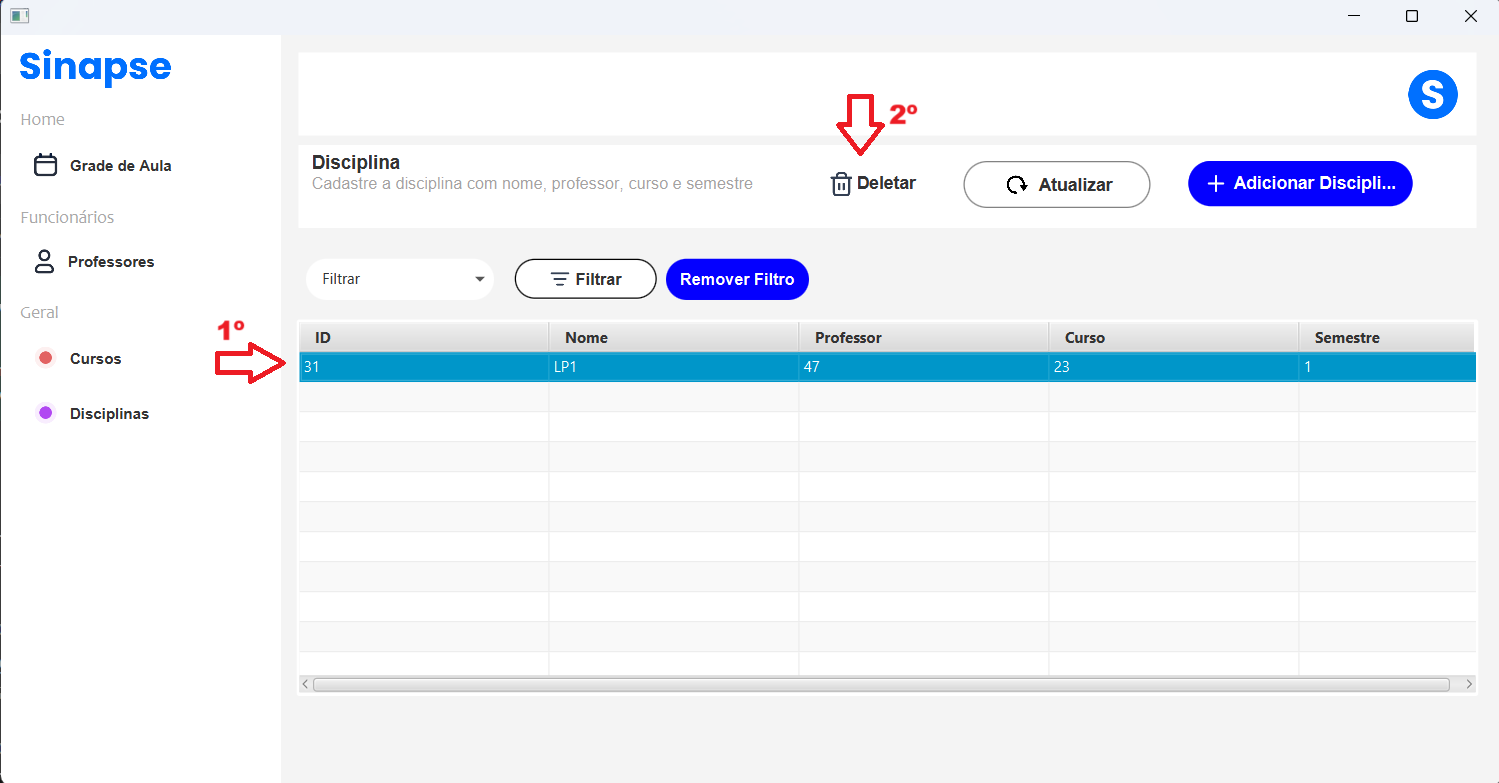 Sinapse
Home
Grade de Aula
Funcionários
Professores
Geral
Cursos
Disciplinas
S
2º
Disciplina
Cadastre a disciplina com nome, professor, curso e semestre
Deletar
Atualizar
+ Adicionar Discipli...
Filtrar
Filtrar
Remover Filtro
1º
ID Nome Professor Curso Semestre
31 LP1 47 23 1